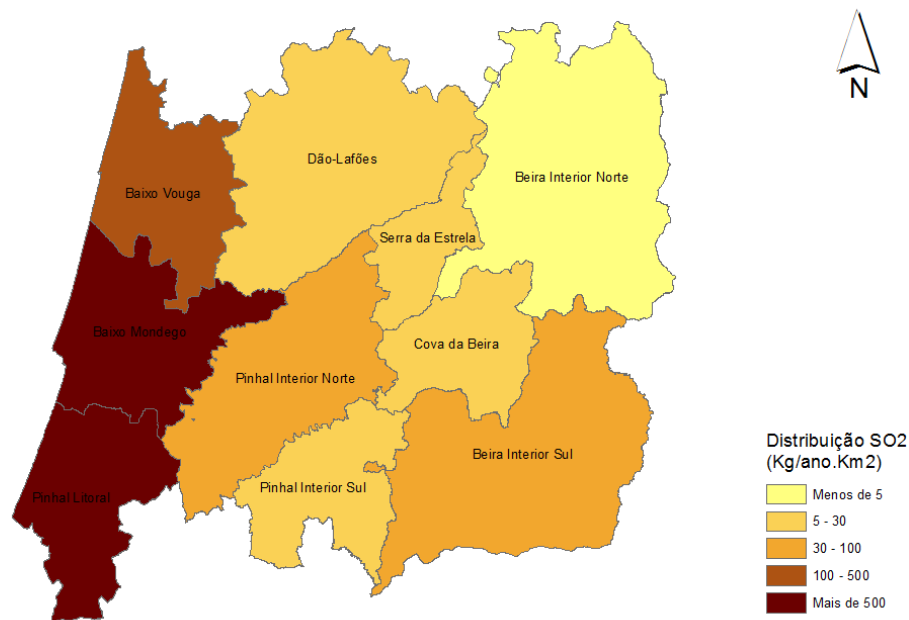 N
Dão-Lafões
Beira Interior Norte
Baixo Vouga
Serra da Estrela
Baixo Mondego
Cova da Beira
Pinhal Interior Norte
Beira Interior Sul
Pinhal Interior Sul
Pinhal Litoral
Distribuição SO2
(Kg/ano.Km2)
Menos de 5
5 - 30
30 - 100
100 - 500
Mais de 500